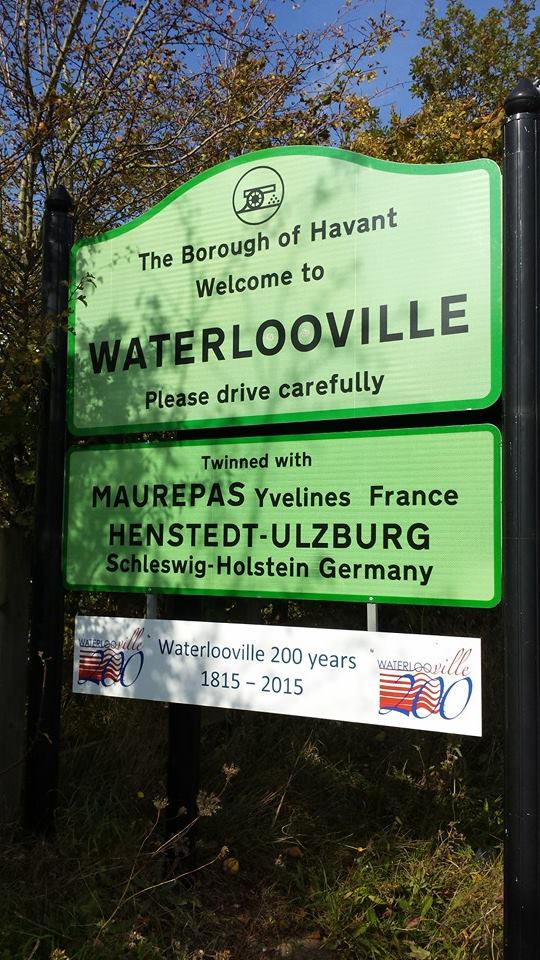 The Borough of Havant
Welcome to
WATERLOOVILLE
Please drive carefully
Twinned with
MAUREPAS Yvelines France
HENSTEDT-ULZBURG
Schleswig-Holstein Germany
WATERLOOville
200
Waterlooville 200 years
1815 – 2015
WATERLOOville
200